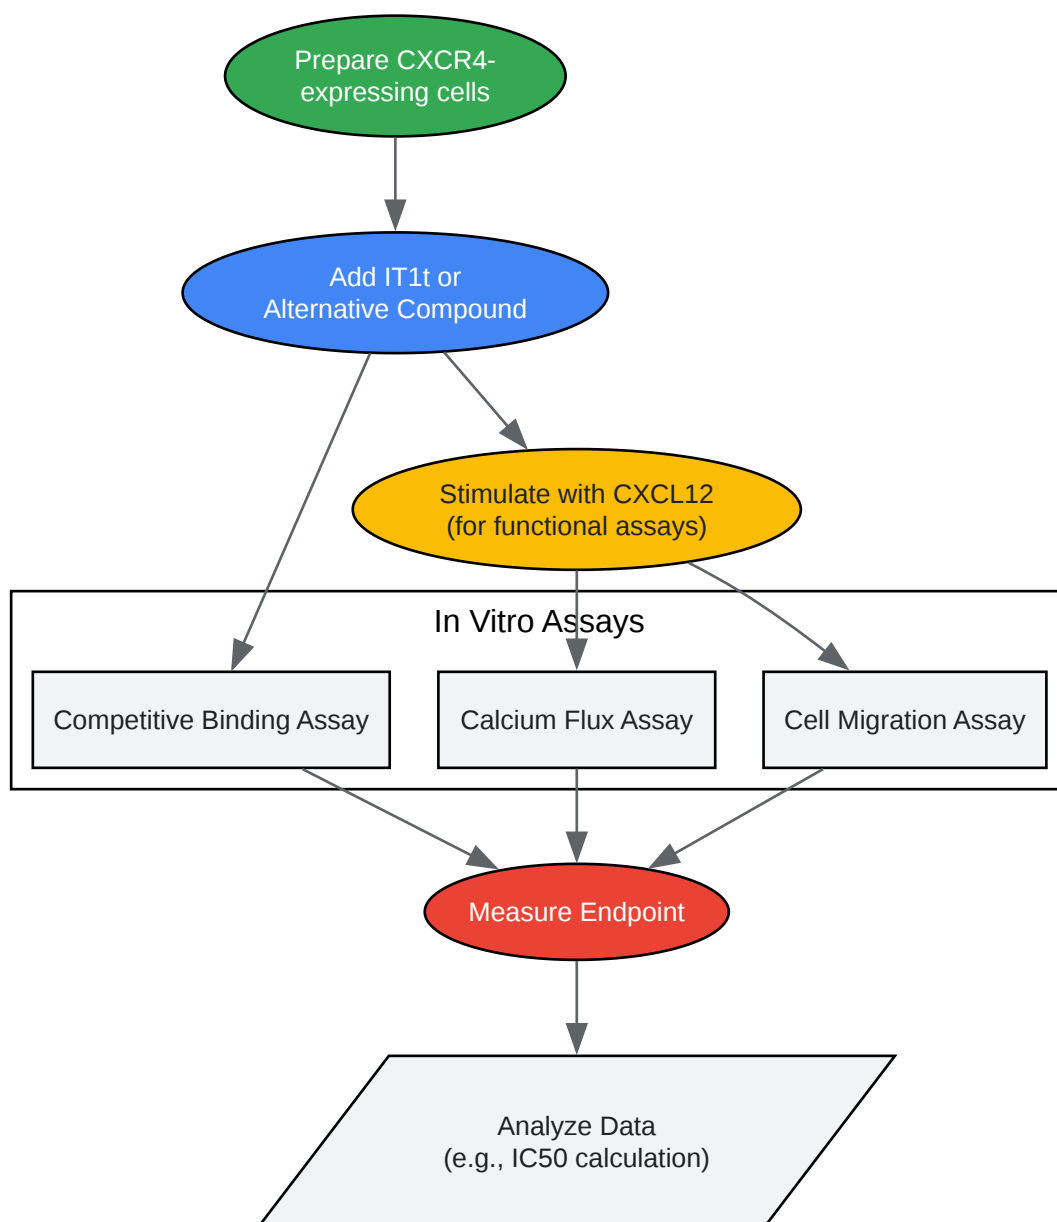 Prepare CXCR4-
expressing cells
Add IT1t or
Alternative Compound
Stimulate with CXCL12
(for functional assays)
In Vitro Assays
Competitive Binding Assay
Calcium Flux Assay
Cell Migration Assay
Measure Endpoint
Analyze Data
(e.g., IC50 calculation)